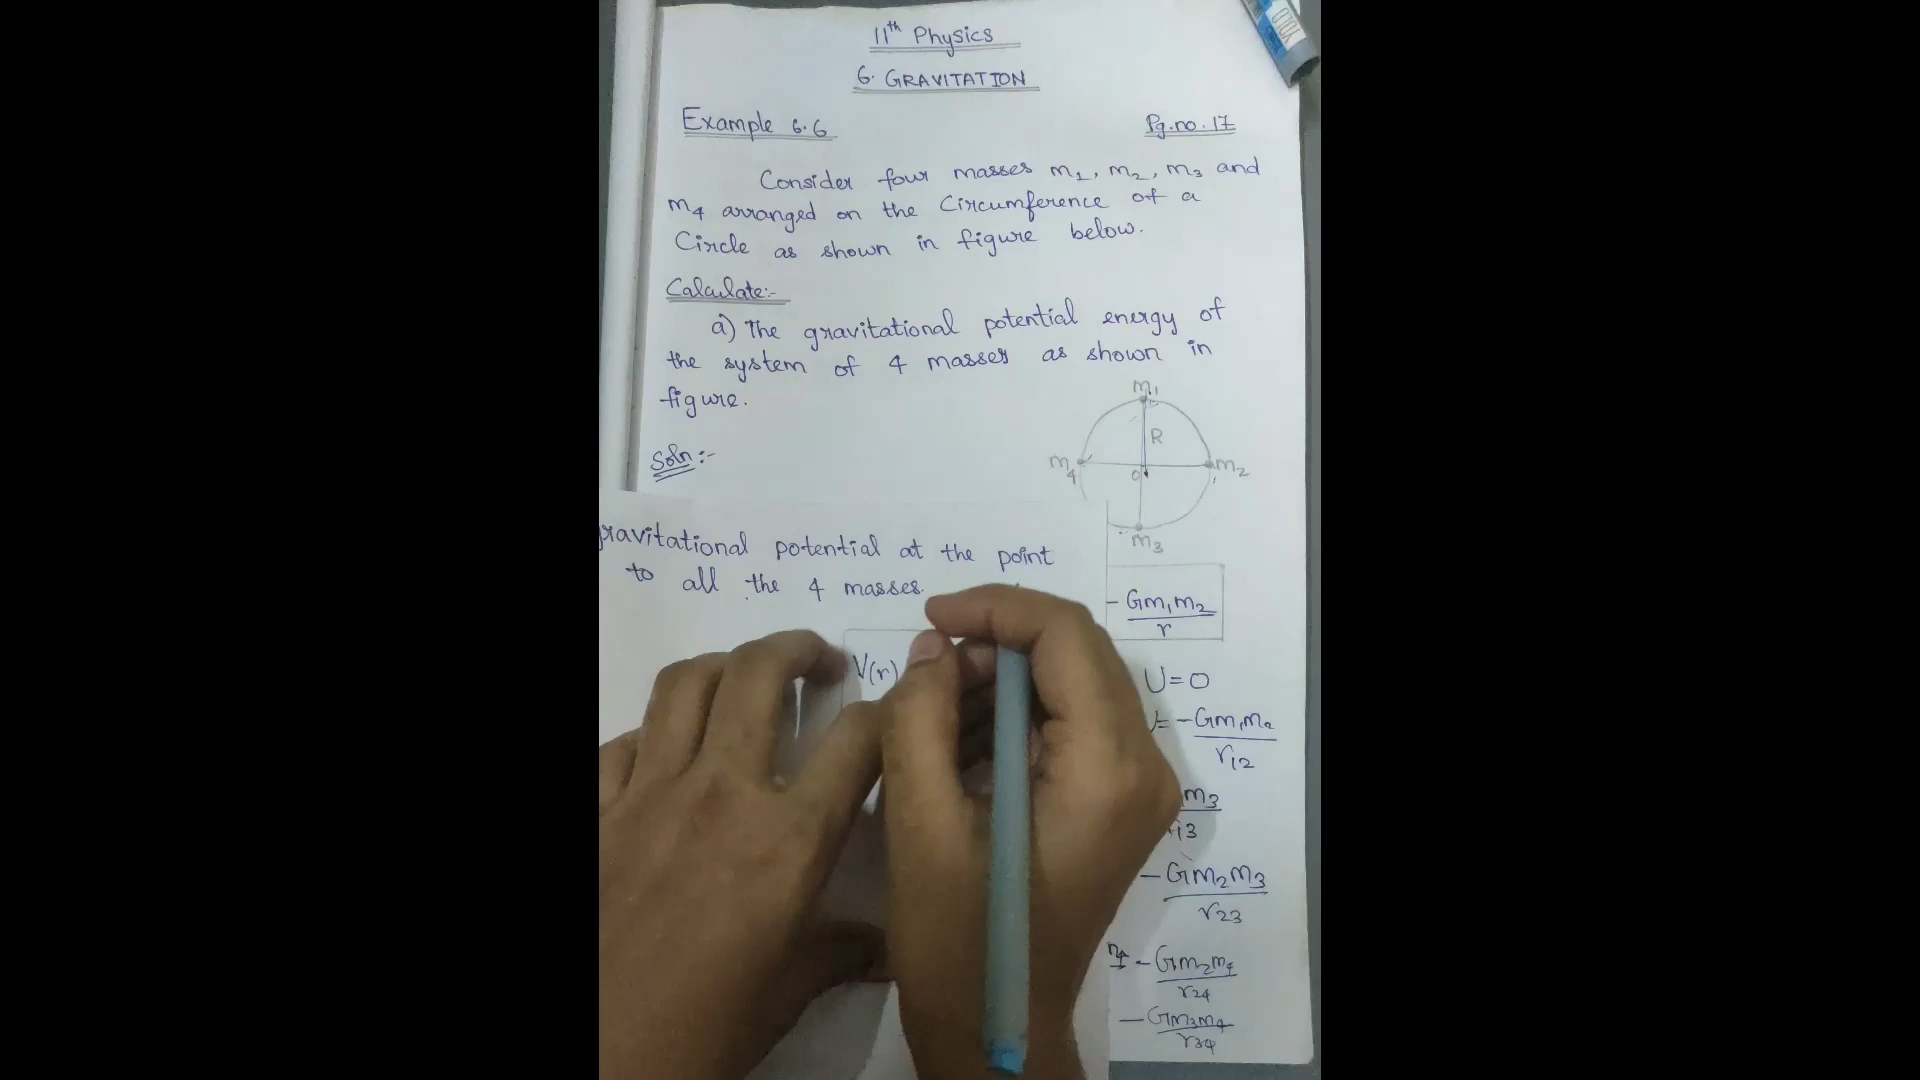 11th Physics
6. GRAVITATION
Example 6.6 Pg.no.17
Consider four masses m1, m2, m3 and
m4 arranged on the Circumference of a
Circle as shown in figure below.
Calculate:-
a) The gravitational potential energy of
the system of 4 masses as shown in
figure.
m1
R
Soln:-
m4 O m2
m3
gravitational potential at the point
to all the 4 masses.
- Gm1m2
r
V(r)
U=0
= -Gm1m2
r12
m3
13
- Gm2m3
r23
- Gm2m4
r24
- Gm3m4
r34